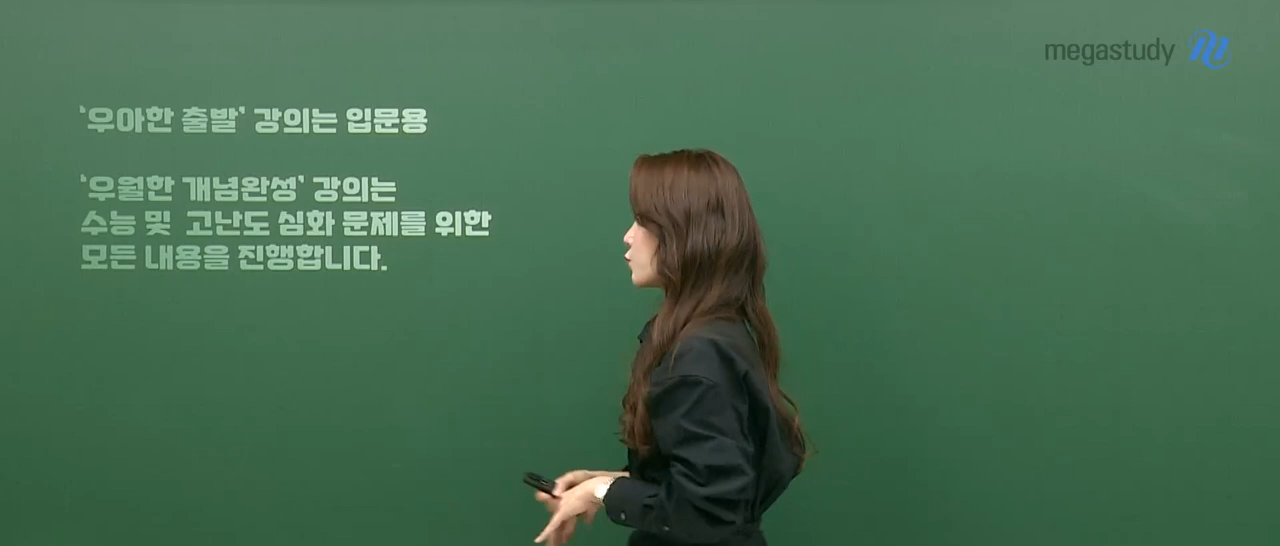 megastudy
‘우아한 출발’ 강의는 입문용
‘우월한 개념완성’ 강의는
수능 및 고난도 심화 문제를 위한
모든 내용을 진행합니다.